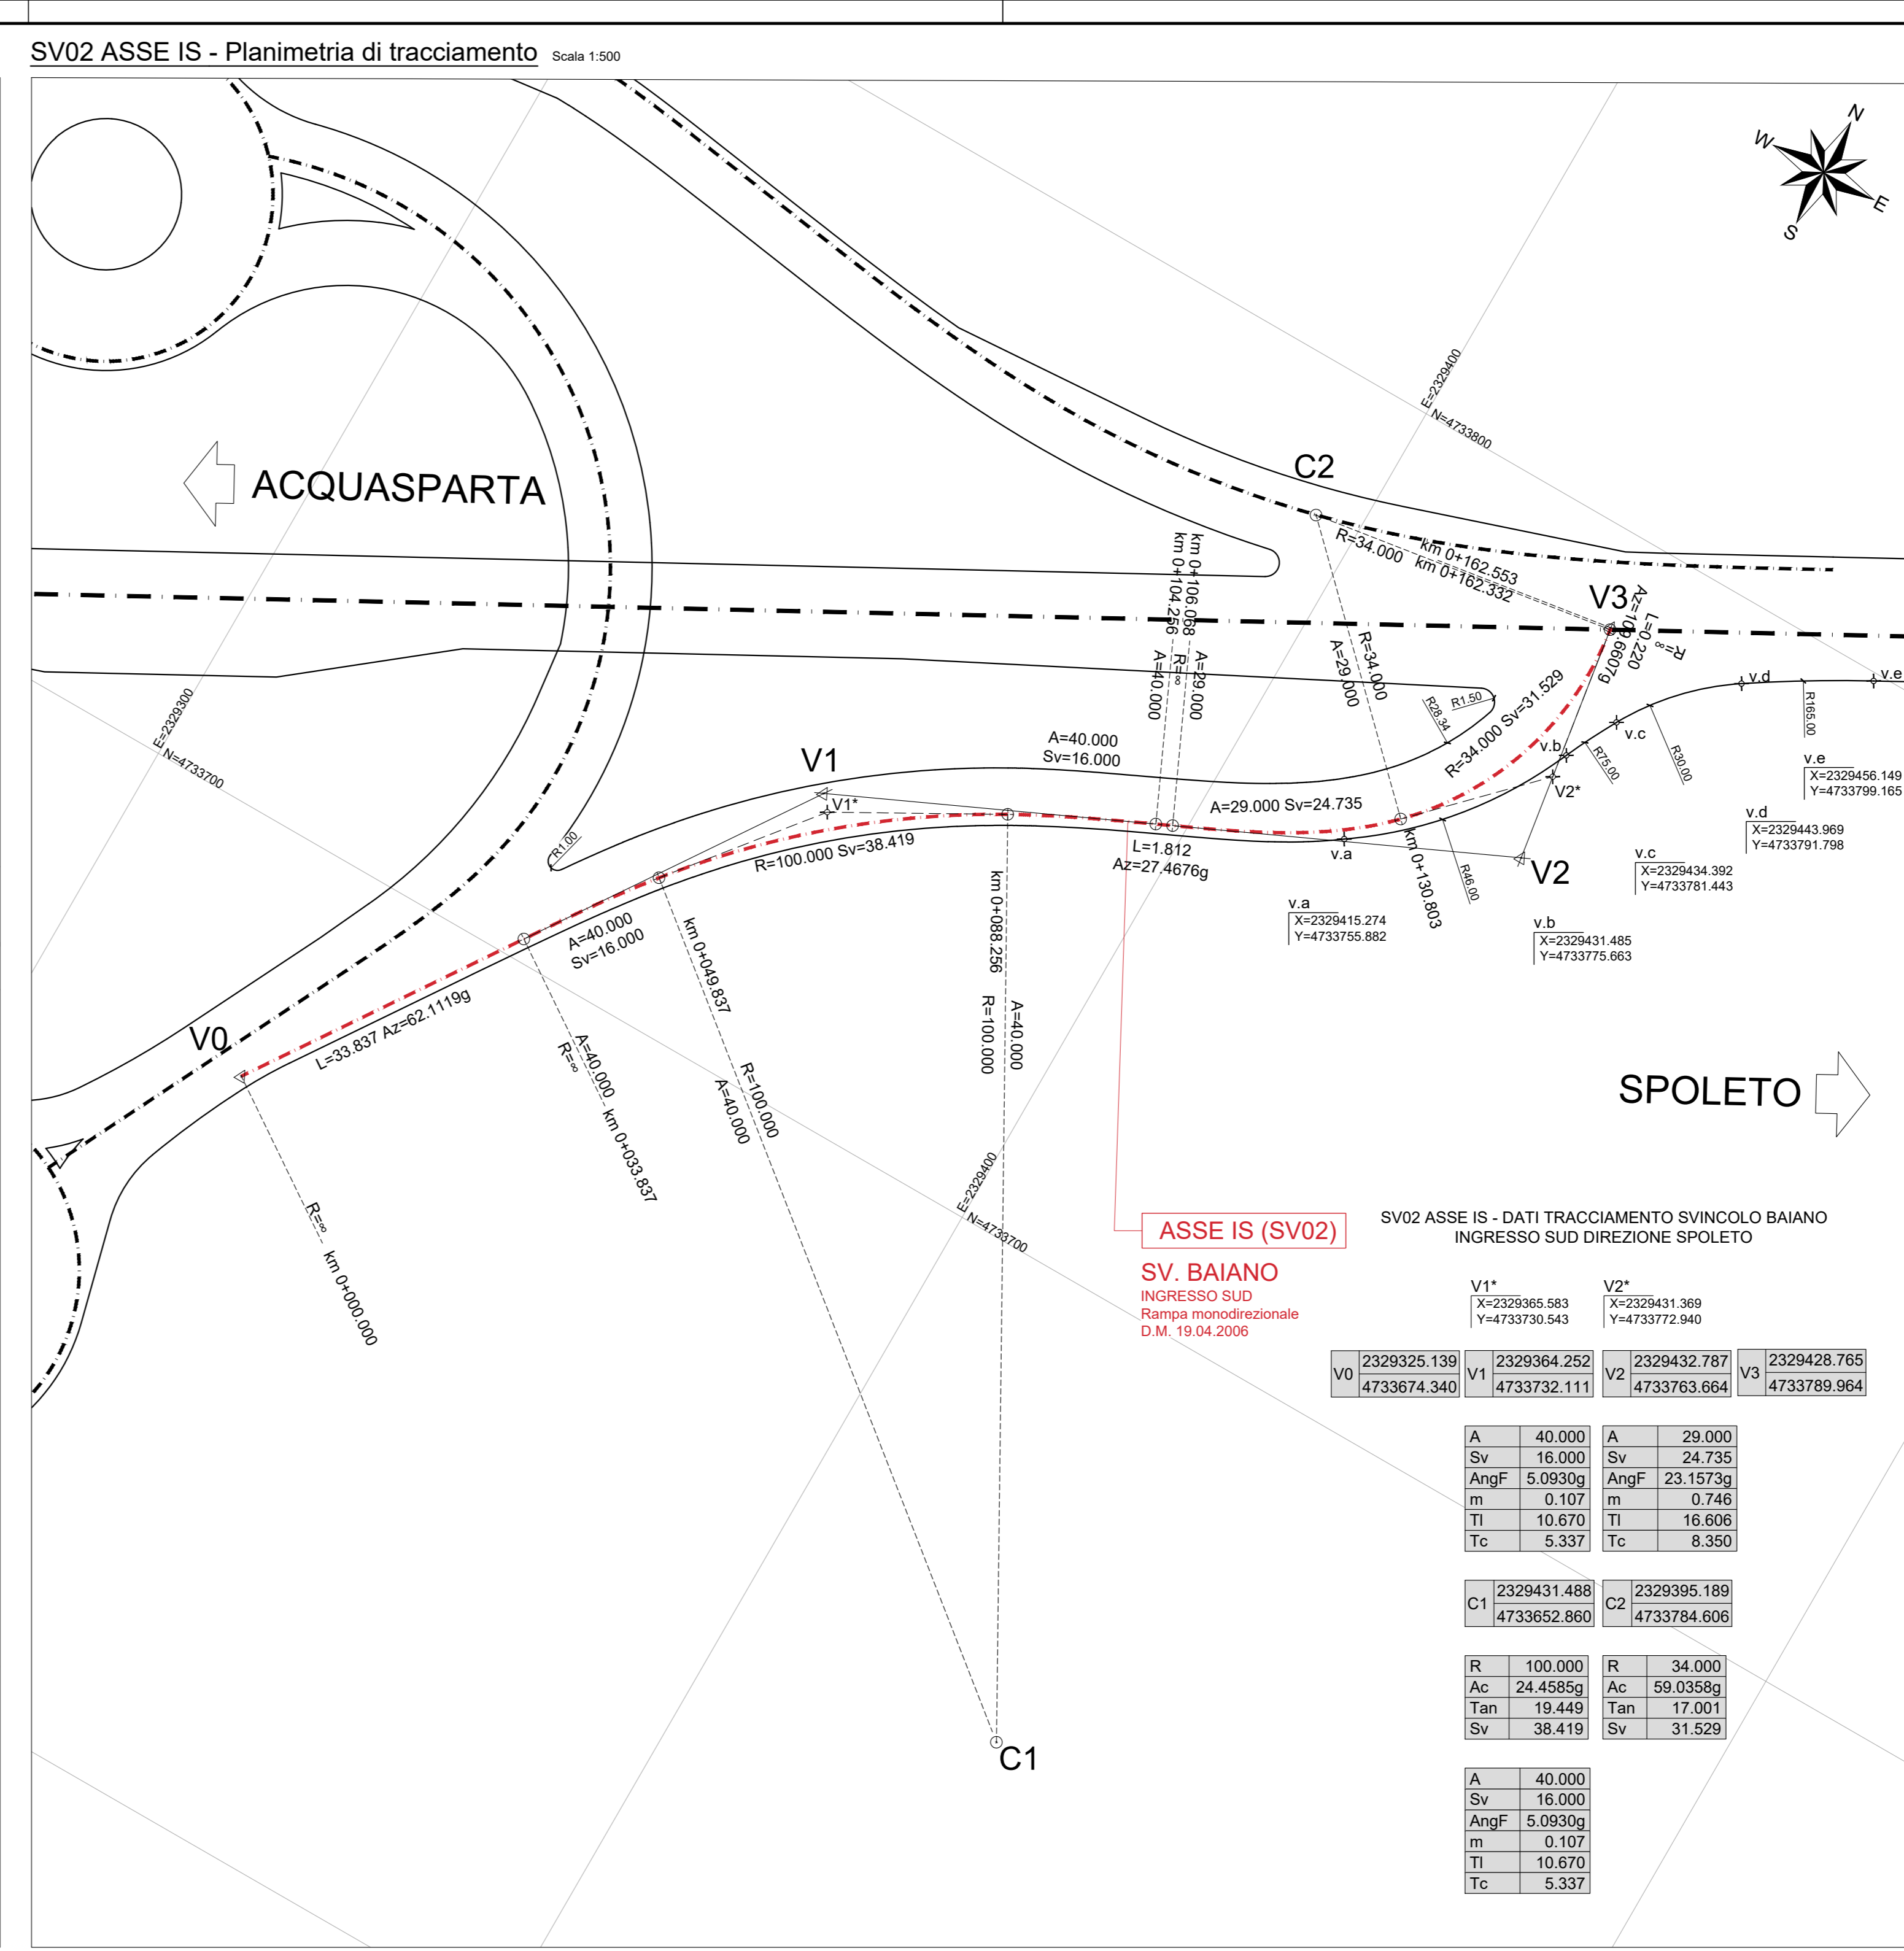 SV02 ASSE IS - Planimetria di tracciamento Scala 1:500
N
W
E
S
E=2329400
N=4733800
C2
ACQUASPARTA
R=34.000
km 0+162.553
km 0+162.332
V3
Az=109.6607g
L=0.220
R=∞
km 0+104.256
km 0+106.068
A=40.000
R=∞
A=29.000
R=34.000
A=29.000
E=2329300
N=4733700
R28.34
R1.50
R=34.000 Sv=31.529
v.d
v.e
R165.00
v.c
v.b
V2*
R75.00
R30.00
V1
A=40.000
Sv=16.000
V1*
R1.00
R=100.000 Sv=38.419
A=29.000 Sv=24.735
L=1.812
Az=27.4676g
v.a
km 0+130.803
R46.00
V2
v.e
X=2329456.149
Y=4733799.165
v.d
X=2329443.969
Y=4733791.798
v.c
X=2329434.392
Y=4733781.443
v.a
X=2329415.274
Y=4733755.882
v.b
X=2329431.485
Y=4733775.663
A=40.000
Sv=16.000
km 0+049.837
km 0+088.256
R=100.000
A=40.000
V0
L=33.837 Az=62.1119g
A=40.000
R=∞
km 0+033.837
R=100.000
A=40.000
R=∞
km 0+000.000
SPOLETO
E=2329400
N=4733700
ASSE IS (SV02)
SV. BAIANO
INGRESSO SUD
Rampa monodirezionale
D.M. 19.04.2006
SV02 ASSE IS - DATI TRACCIAMENTO SVINCOLO BAIANO
INGRESSO SUD DIREZIONE SPOLETO
V1*
X=2329365.583
Y=4733730.543
V2*
X=2329431.369
Y=4733772.940
V0 2329325.139 4733674.340
V1 2329364.252 4733732.111
V2 2329432.787 4733763.664
V3 2329428.765 4733789.964
A 40.000 A 29.000
Sv 16.000 Sv 24.735
AngF 5.0930g AngF 23.1573g
m 0.107 m 0.746
Tl 10.670 Tl 16.606
Tc 5.337 Tc 8.350
C1 2329431.488 4733652.860
C2 2329395.189 4733784.606
R 100.000 R 34.000
Ac 24.4585g Ac 59.0358g
Tan 19.449 Tan 17.001
Sv 38.419 Sv 31.529
A 40.000
Sv 16.000
AngF 5.0930g
m 0.107
Tl 10.670
Tc 5.337
C1